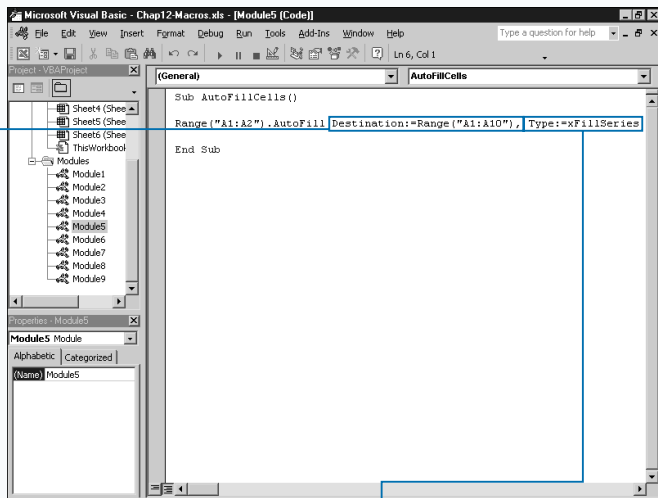 Microsoft Visual Basic - Chap12-Macros.xls - [Module5 (Code)]
File Edit View Insert Format Debug Run Tools Add-Ins Window Help
Type a question for help
Ln 6, Col 1
Project - VBAProject
(General)
AutoFillCells
Sheet4 (Shee
Sheet5 (Shee
Sheet6 (Shee
ThisWorkbool
Modules
Module1
Module2
Module3
Module4
Module5
Module6
Module7
Module8
Module9
Sub AutoFillCells()
Range("A1:A2").AutoFill Destination:=Range("A1:A10"), Type:=xFillSeries
End Sub
Properties - Module5
Module5 Module
Alphabetic Categorized
(Name) Module5